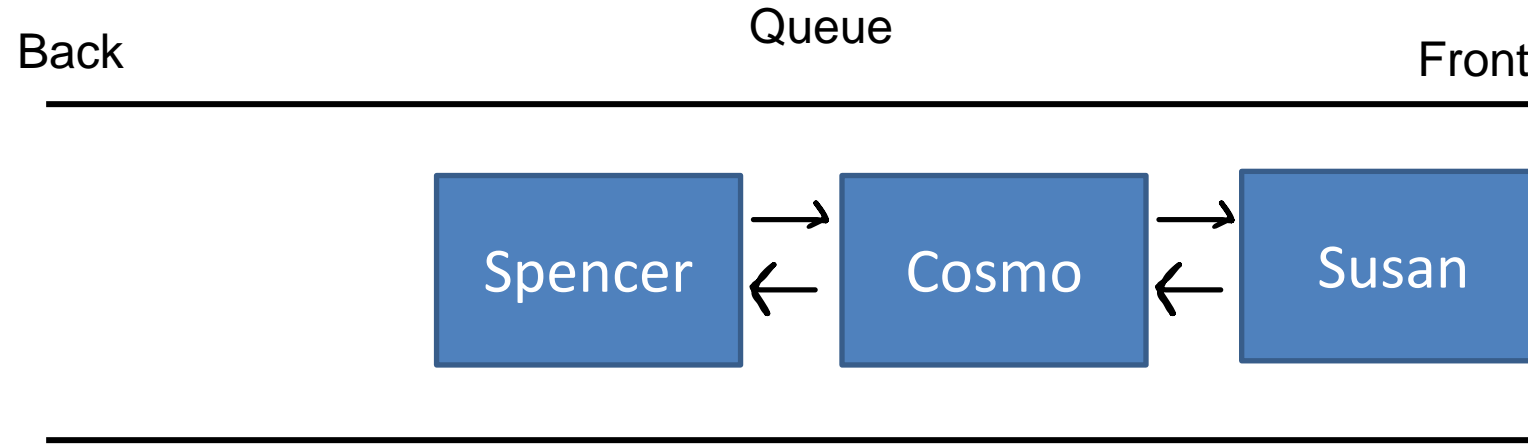 Queue
Back
Front
Spencer
Cosmo
Susan